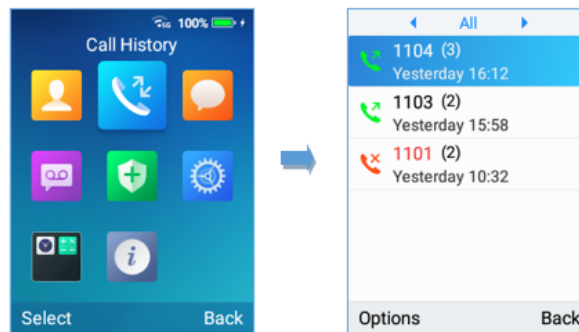 5G 100%
Call History
Select Back
All
1104 (3)
Yesterday 16:12
1103 (2)
Yesterday 15:58
1101 (2)
Yesterday 10:32
Options Back